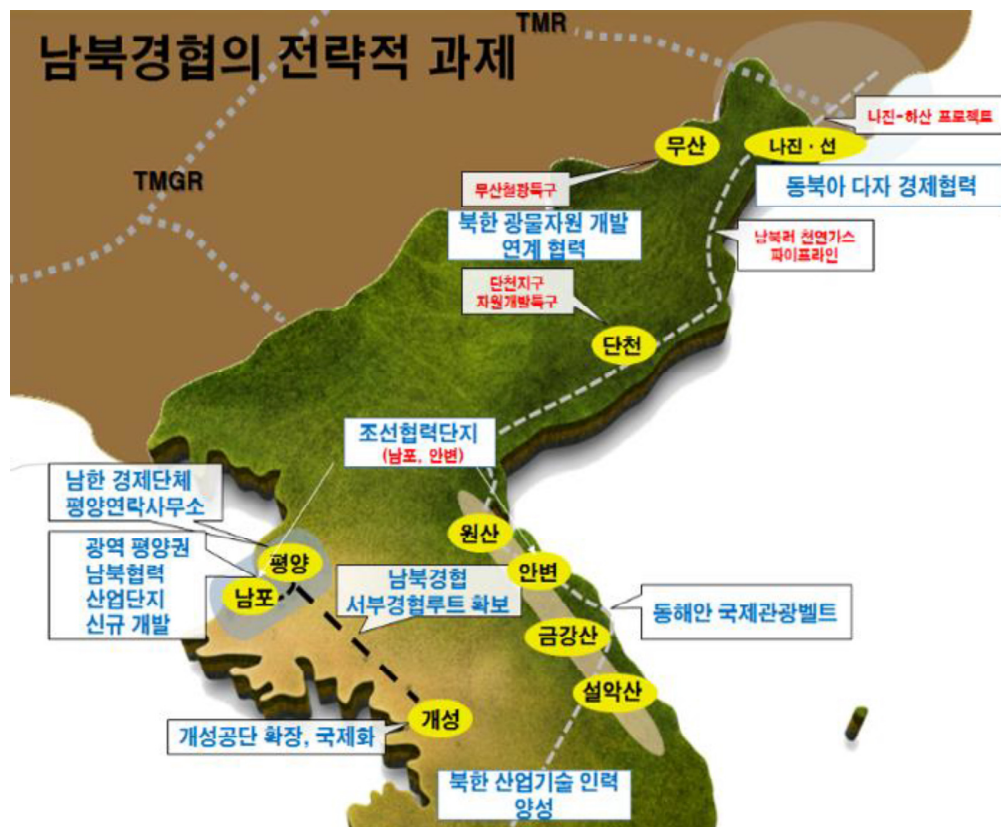 남북경협의 전략적 과제
TMR
나진-하산 프로젝트
무산
나진 · 선
TMGR
무산철광특구
동북아 다자 경제협력
북한 광물자원 개발
연계 협력
남북러 천연가스
파이프라인
단천지구
자원개발특구
단천
조선협력단지
(남포, 안변)
남한 경제단체
평양연락사무소
원산
광역 평양권
남북협력
산업단지
신규 개발
평양
남포
남북경협
서부경협루트 확보
안변
동해안 국제관광벨트
금강산
설악산
개성
개성공단 확장, 국제화
북한 산업기술 인력
양성